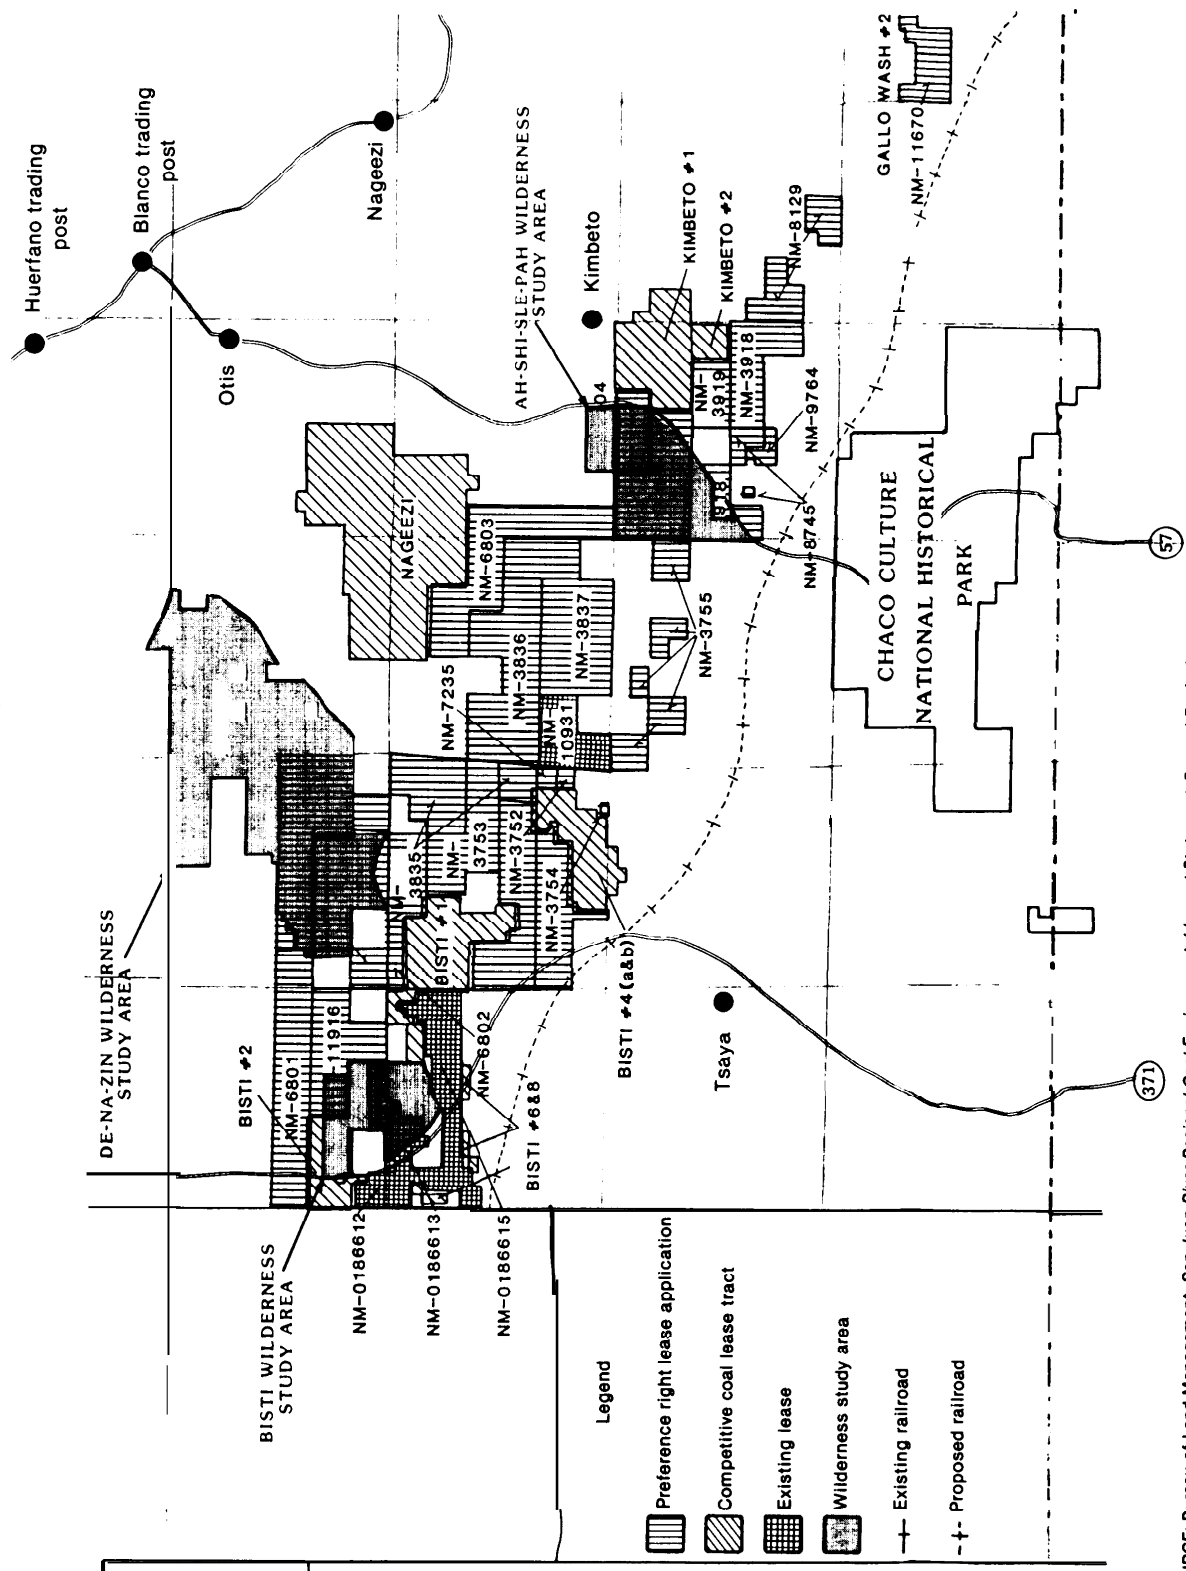 Huerfano trading
post
Blanco trading
post
Otis
Nageezi
DE-NA-ZIN WILDERNESS
STUDY AREA
AH-SHI-SLE-PAH WILDERNESS
STUDY AREA
Kimbeto
BISTI WILDERNESS
STUDY AREA
BISTI #2
NM-6801
11916
NAGEEZI
NM-6803
NM-3837
NM-3836
NM-7235
NM-
10931
NM-
3835
NM-
3753
NM-3752
NM-3754
BISTI #1
NM-6802
BISTI #6&8
BISTI #4 (a&b)
NM-0186612
NM-0186613
NM-0186615
04
KIMBETO #1
KIMBETO #2
NM-
3919
NM-3918
918
NM-8129
NM-9764
NM-8745
NM-3755
GALLO WASH #2
NM-11670
Tsaya
CHACO CULTURE
NATIONAL HISTORICAL
PARK
57
371
Legend
Preference right lease application
Competitive coal lease tract
Existing lease
Wilderness study area
Existing railroad
Proposed railroad